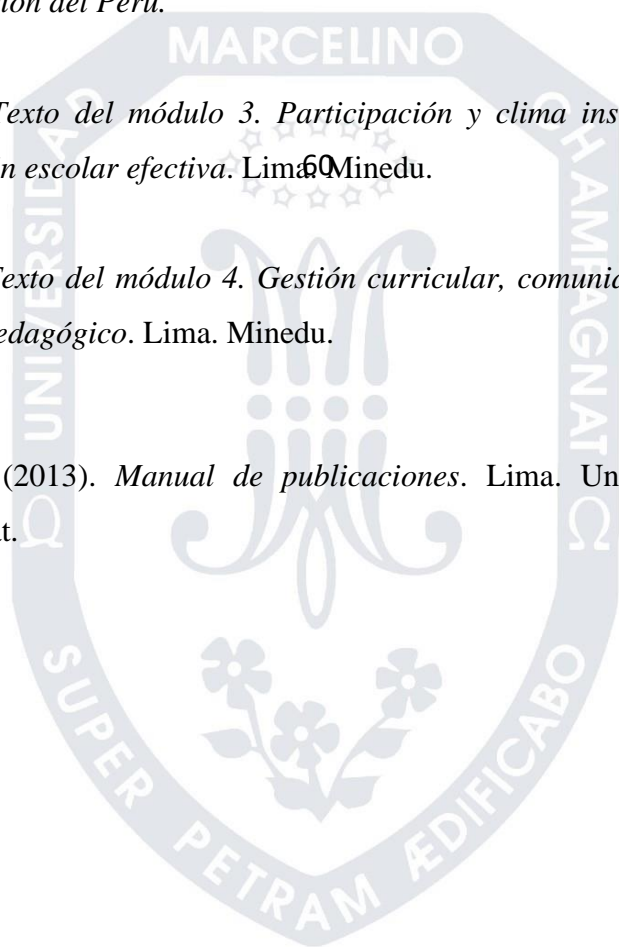 ión del Perú.
Texto del módulo 3. Participación y clima ins
n escolar efectiva. Lima. Minedu.
60
Texto del módulo 4. Gestión curricular, comunic
edagógico. Lima. Minedu.
(2013). Manual de publicaciones. Lima. Un
at.
UNIVERSIDAD MARCELINO CHAMPAGNAT
SUPER PETRAM ÆDIFICABO